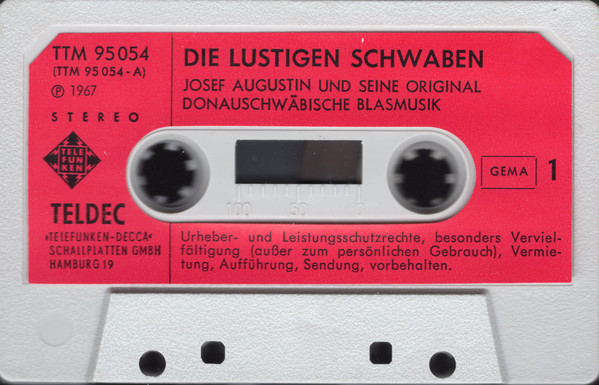 TTM 95054
(TTM 95 054 - A)
℗ 1967
STEREO
TELE
FUN
KEN
TELDEC
»TELEFUNKEN-DECCA«
SCHALLPLATTEN GMBH
HAMBURG 19
DIE LUSTIGEN SCHWABEN
JOSEF AUGUSTIN UND SEINE ORIGINAL
DONAUSCHWÄBISCHE BLASMUSIK
100 50 0
GEMA 1
Urheber- und Leistungsschutzrechte, besonders Verviel-
fältigung (außer zum persönlichen Gebrauch), Vermie-
tung, Aufführung, Sendung, vorbehalten.